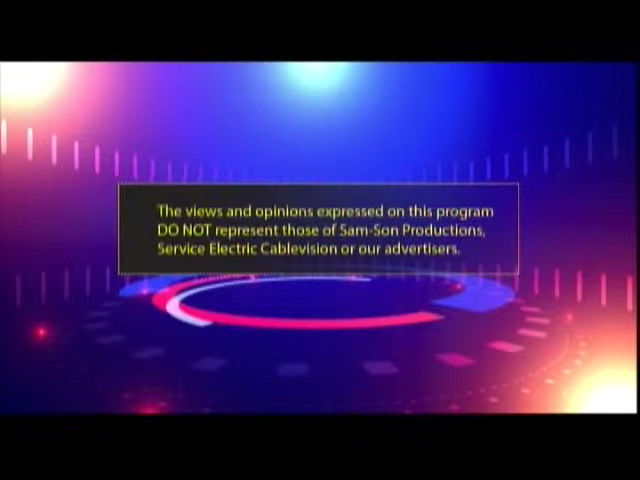 The views and opinions expressed on this program
DO NOT represent those of Sam-Son Productions,
Service Electric Cablevision or our advertisers.